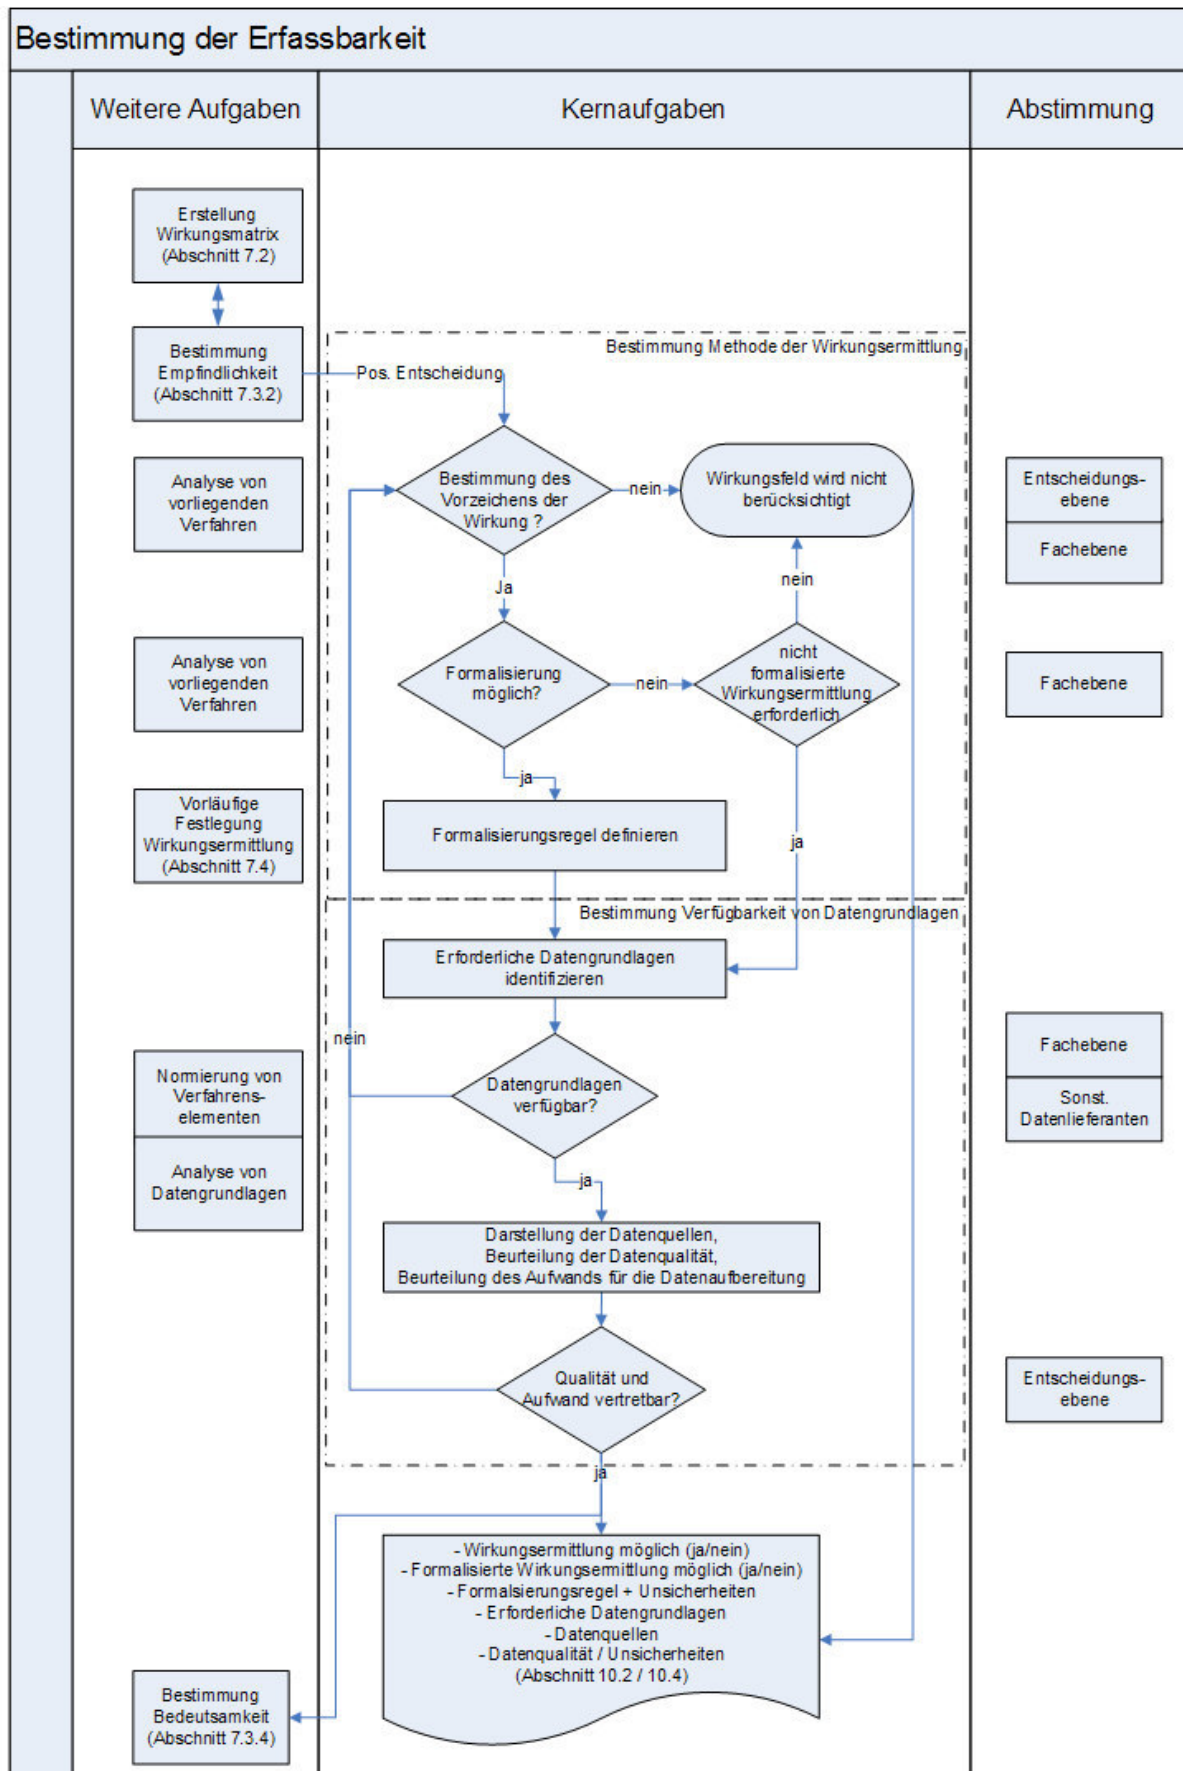 Bestimmung der Erfassbarkeit
Weitere Aufgaben
Kernaufgaben
Abstimmung
Erstellung
Wirkungsmatrix
(Abschnitt 7.2)
Bestimmung
Empfindlichkeit
(Abschnitt 7.3.2)
Bestimmung Methode der Wirkungsermittlung
Pos. Entscheidung
Analyse von
vorliegenden
Verfahren
Bestimmung des
Vorzeichens der
Wirkung ?
nein
Wirkungsfeld wird nicht
berücksichtigt
Entscheidungs-
ebene
Fachebene
Ja
nein
Analyse von
vorliegenden
Verfahren
Formalisierung
möglich?
nein
nicht
formalisierte
Wirkungsermittlung
erforderlich
Fachebene
ja
Vorläufige
Festlegung
Wirkungsermittlung
(Abschnitt 7.4)
Formalisierungsregel definieren
ja
Bestimmung Verfügbarkeit von Datengrundlagen
Erforderliche Datengrundlagen
identifizieren
nein
Normierung von
Verfahrens-
elementen
Analyse von
Datengrundlagen
Datengrundlagen
verfügbar?
Fachebene
Sonst.
Datenlieferanten
ja
Darstellung der Datenquellen,
Beurteilung der Datenqualität,
Beurteilung des Aufwands für die Datenaufbereitung
Qualität und
Aufwand vertretbar?
Entscheidungs-
ebene
ja
- Wirkungsermittlung möglich (ja/nein)
- Formalisierte Wirkungsermittlung möglich (ja/nein)
- Formalsierungsregel + Unsicherheiten
- Erforderliche Datengrundlagen
- Datenquellen
- Datenqualität / Unsicherheiten
(Abschnitt 10.2 / 10.4)
Bestimmung
Bedeutsamkeit
(Abschnitt 7.3.4)